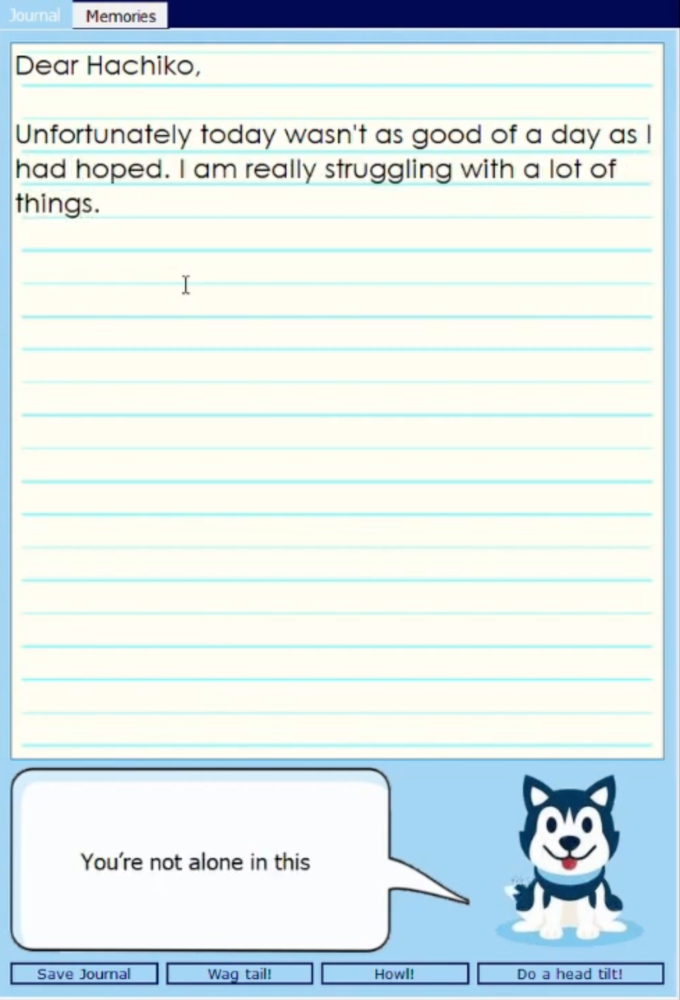 Journal
Memories
Dear Hachiko,
Unfortunately today wasn't as good of a day as I
had hoped. I am really struggling with a lot of
things.
You're not alone in this
Save Journal
Wag tail!
Howl!
Do a head tilt!